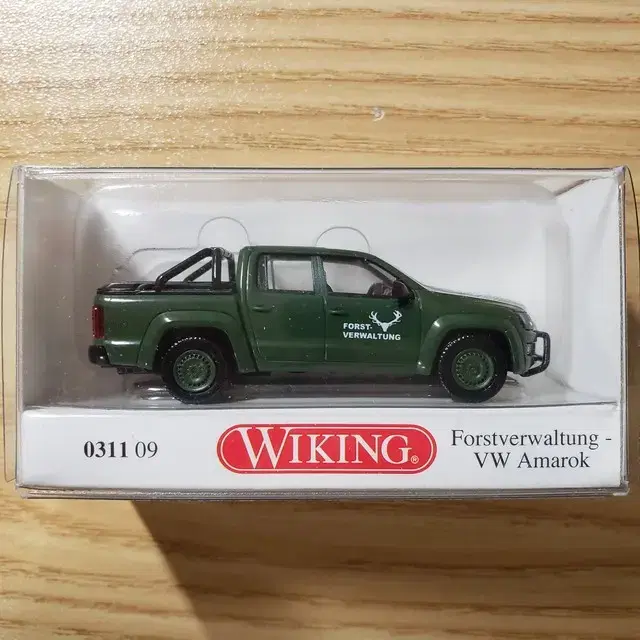 FORST-
VERWALTUNG
0311 09
WIKING®
Forstverwaltung -
VW Amarok